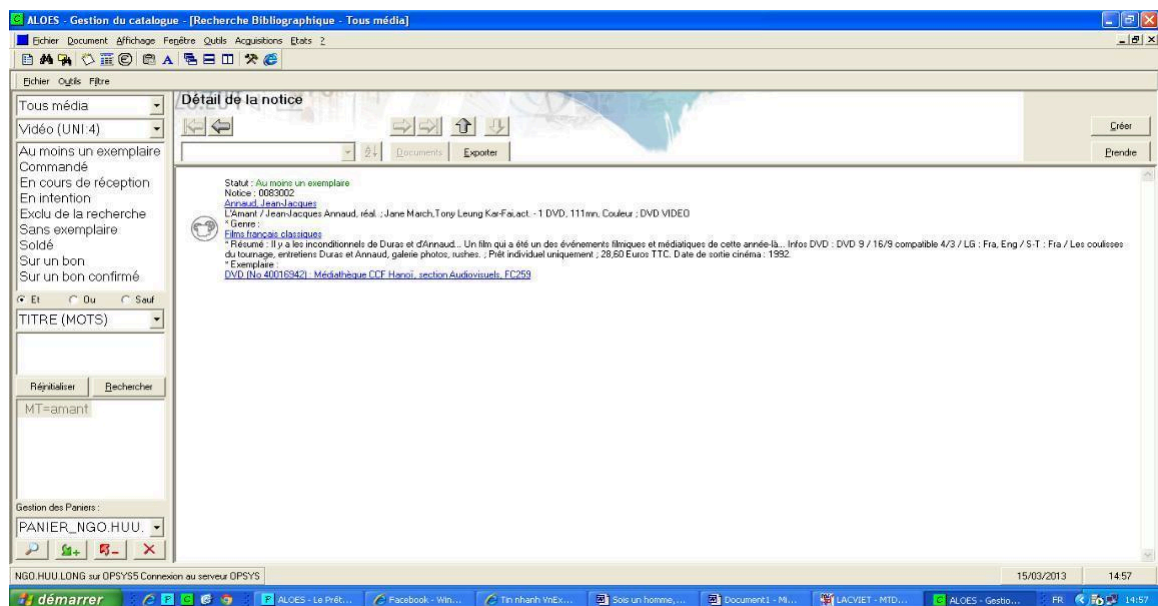 ALOES - Gestion du catalogue - [Recherche Bibliographique - Tous média]
Fichier Document Affichage Fenêtre Outils Acquisitions Etats ?
Fichier Outils Filtre
Tous média
Vidéo (UNI:4)
Au moins un exemplaire
Commandé
En cours de réception
En intention
Exclu de la recherche
Sans exemplaire
Soldé
Sur un bon
Sur un bon confirmé
Et Ou Sauf
TITRE (MOTS)
Réinitialiser Rechercher
MT=amant
Gestion des Paniers :
PANIER_NGO.HUU.
Détail de la notice
Documents Exporter
Créer
Prendre
Statut : Au moins un exemplaire
Notice : 0083002
Annaud, Jean-Jacques
L'Amant / Jean-Jacques Annaud, réal. ; Jane March,Tony Leung Kar-Fai,act. - 1 DVD, 111mn, Couleur ; DVD VIDEO
* Genre :
Films français classiques
* Résumé : Il y a les inconditionnels de Duras et d'Annaud... Un film qui a été un des événements filmiques et médiatiques de cette année-là... Infos DVD : DVD 9 / 16/9 compatible 4/3 / LG : Fra, Eng / S-T : Fra / Les coulisses
du tournage, entretiens Duras et Annaud, galerie photos, rushes. ; Prêt individuel uniquement ; 28,60 Euros TTC. Date de sortie cinéma : 1992.
* Exemplaire :
DVD (No 40016942) : Médiathèque CCF Hanoï, section Audiovisuels, FC259
NGO.HUU.LONG sur OPSYS5 Connexion au serveur OPSYS 15/03/2013 14:57
démarrer ALOES - Le Prêt... Facebook - Win... Tin nhanh VnEx... Sois un homme,... Document1 - Mi... LACVIET - MTD... ALOES - Gestio... FR 14:57